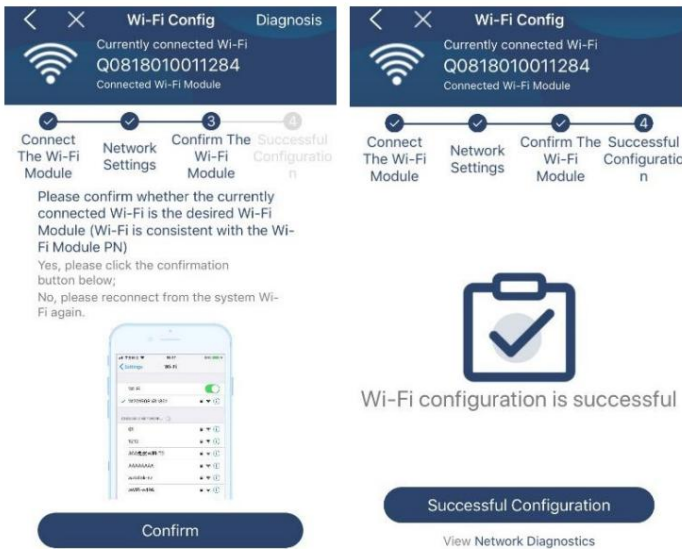 Wi-Fi Config
Diagnosis
Currently connected Wi-Fi
Q0818010011284
Connected Wi-Fi Module
3
4
Connect
The Wi-Fi
Module
Network
Settings
Confirm The
Wi-Fi
Module
Successful
Configuratio
n
Please confirm whether the currently
connected Wi-Fi is the desired Wi-Fi
Module (Wi-Fi is consistent with the Wi-
Fi Module PN)
Yes, please click the confirmation
button below;
No, please reconnect from the system Wi-
Fi again.
Settings
Wi-Fi
Confirm
Wi-Fi Config
Currently connected Wi-Fi
Q0818010011284
Connected Wi-Fi Module
4
Connect
The Wi-Fi
Module
Network
Settings
Confirm The
Wi-Fi
Module
Successful
Configuratio
n
Wi-Fi configuration is successful
Successful Configuration
View Network Diagnostics